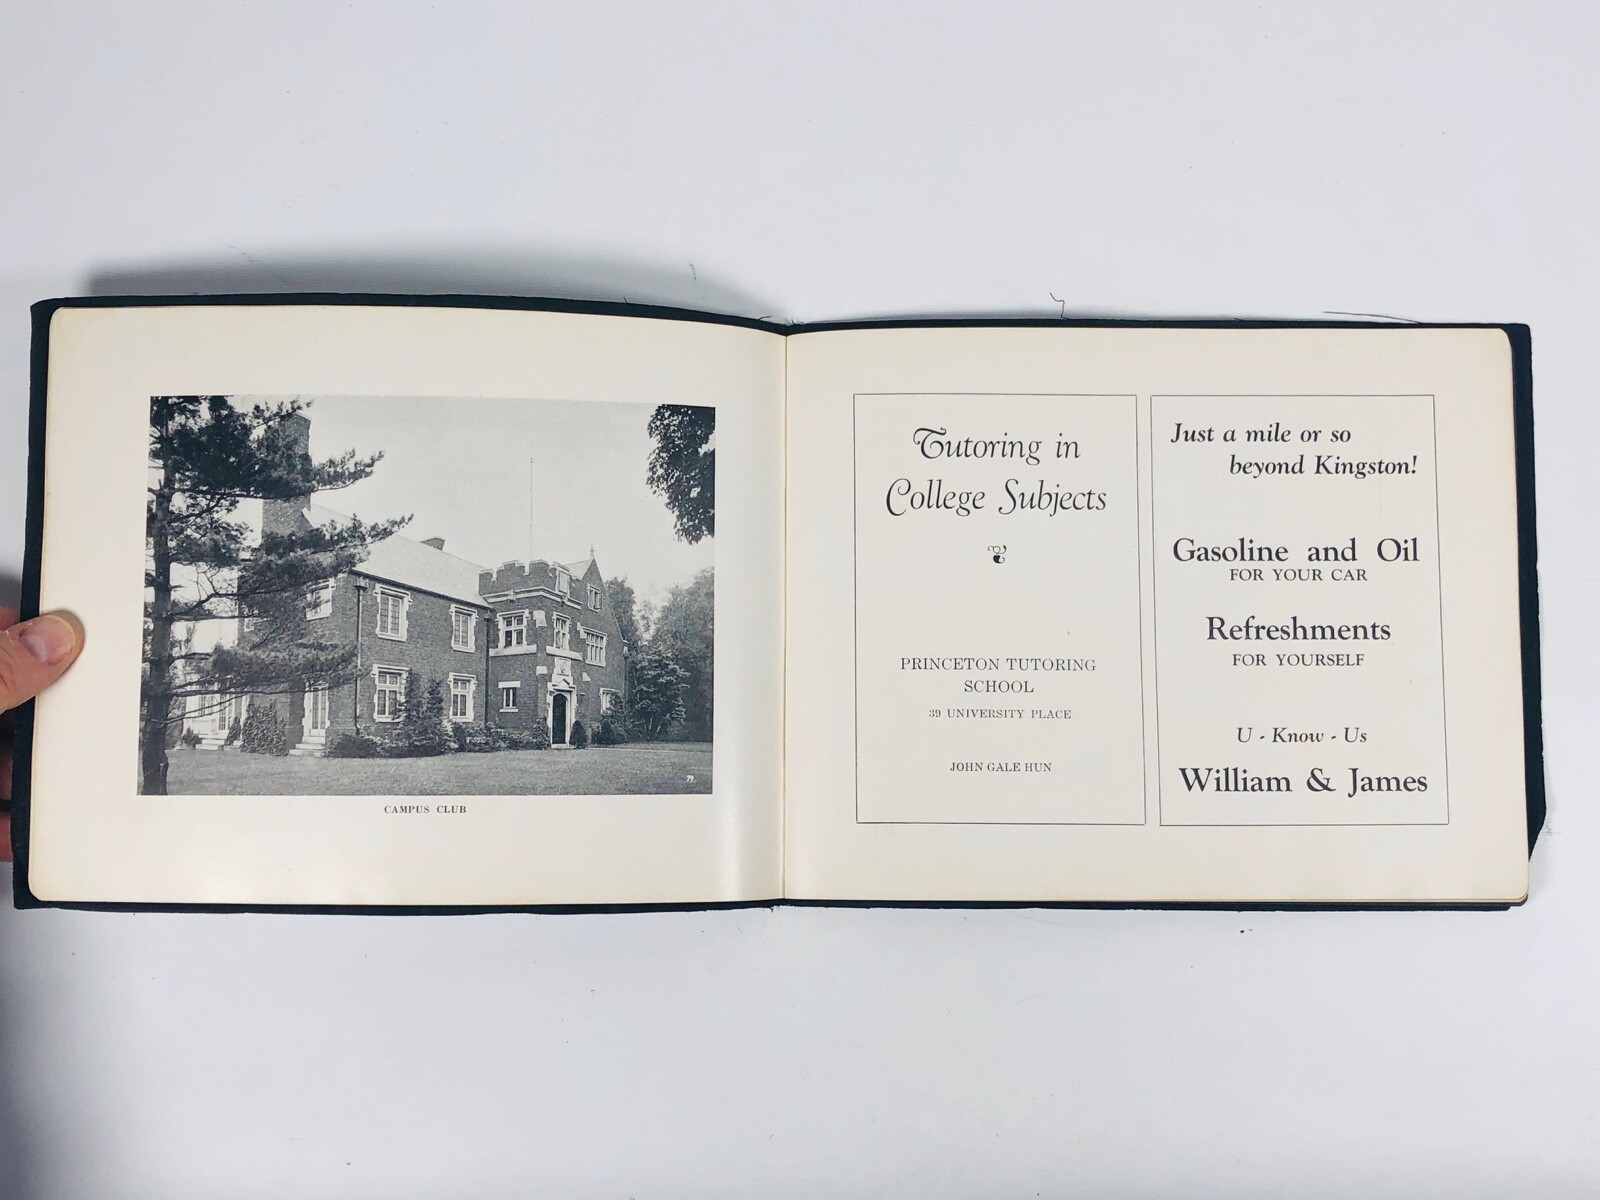 CAMPUS CLUB
Tutoring in
College Subjects
PRINCETON TUTORING
SCHOOL
39 UNIVERSITY PLACE
JOHN GALE HUN
Just a mile or so
beyond Kingston!
Gasoline and Oil
FOR YOUR CAR
Refreshments
FOR YOURSELF
U - Know - Us
William & James